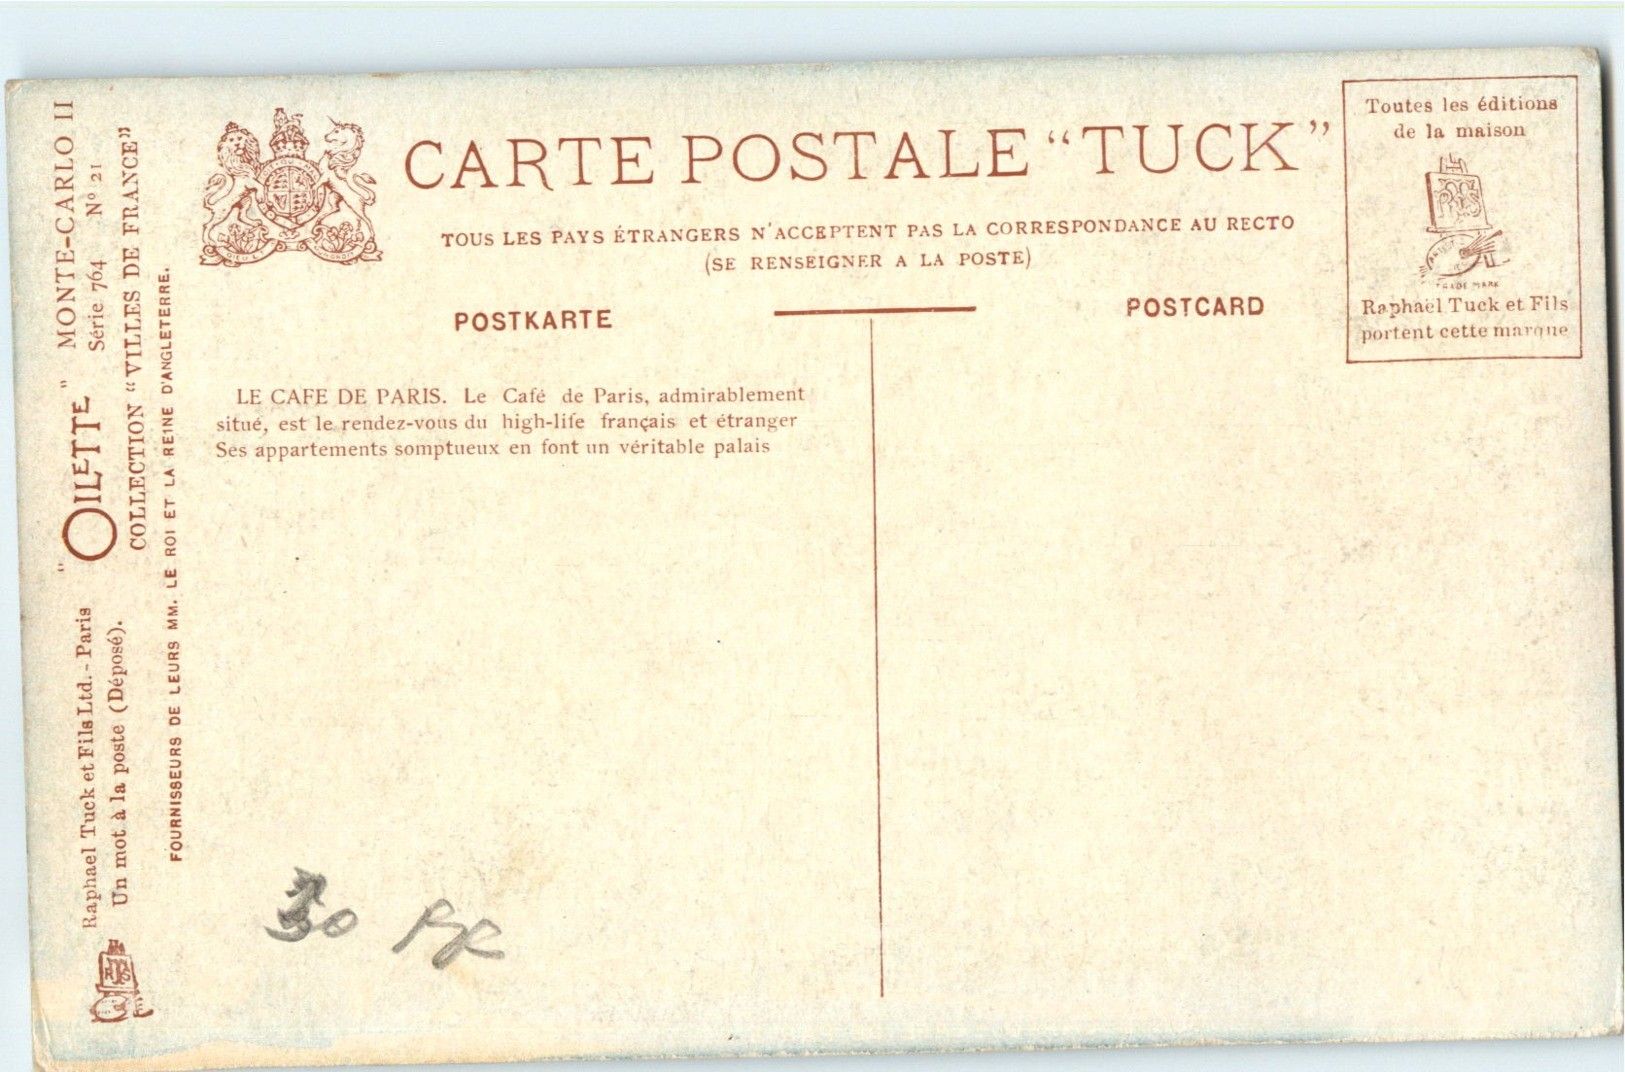 CARTE POSTALE “TUCK”
TOUS LES PAYS ÉTRANGERS N'ACCEPTENT PAS LA CORRESPONDANCE AU RECTO
(SE RENSEIGNER A LA POSTE)
POSTKARTE
POSTCARD
Toutes les éditions
de la maison
TRADE MARK
Raphaël Tuck et Fils
portent cette marque
LE CAFE DE PARIS. Le Café de Paris, admirablement
situé, est le rendez-vous du high-life français et étranger
Ses appartements somptueux en font un véritable palais
Raphael Tuck et Fils Ltd. - Paris
Un mot à la poste (Déposé).
"OILETTE"
MONTE-CARLO II
Série 764 N° 21
COLLECTION “VILLES DE FRANCE”
FOURNISSEURS DE LEURS MM. LE ROI ET LA REINE D'ANGLETERRE.